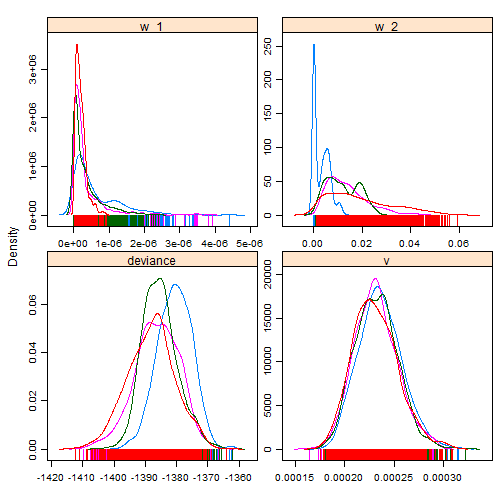 w_1
w_2
3e+06
2e+06
1e+06
0e+00
0e+00 1e-06 2e-06 3e-06 4e-06 5e-06
250
200
150
100
50
0
0.00 0.02 0.04 0.06
Density
deviance
v
0.06
0.04
0.02
0.00
-1420 -1410 -1400 -1390 -1380 -1370 -1360
20000
15000
10000
5000
0
0.00015 0.00020 0.00025 0.00030